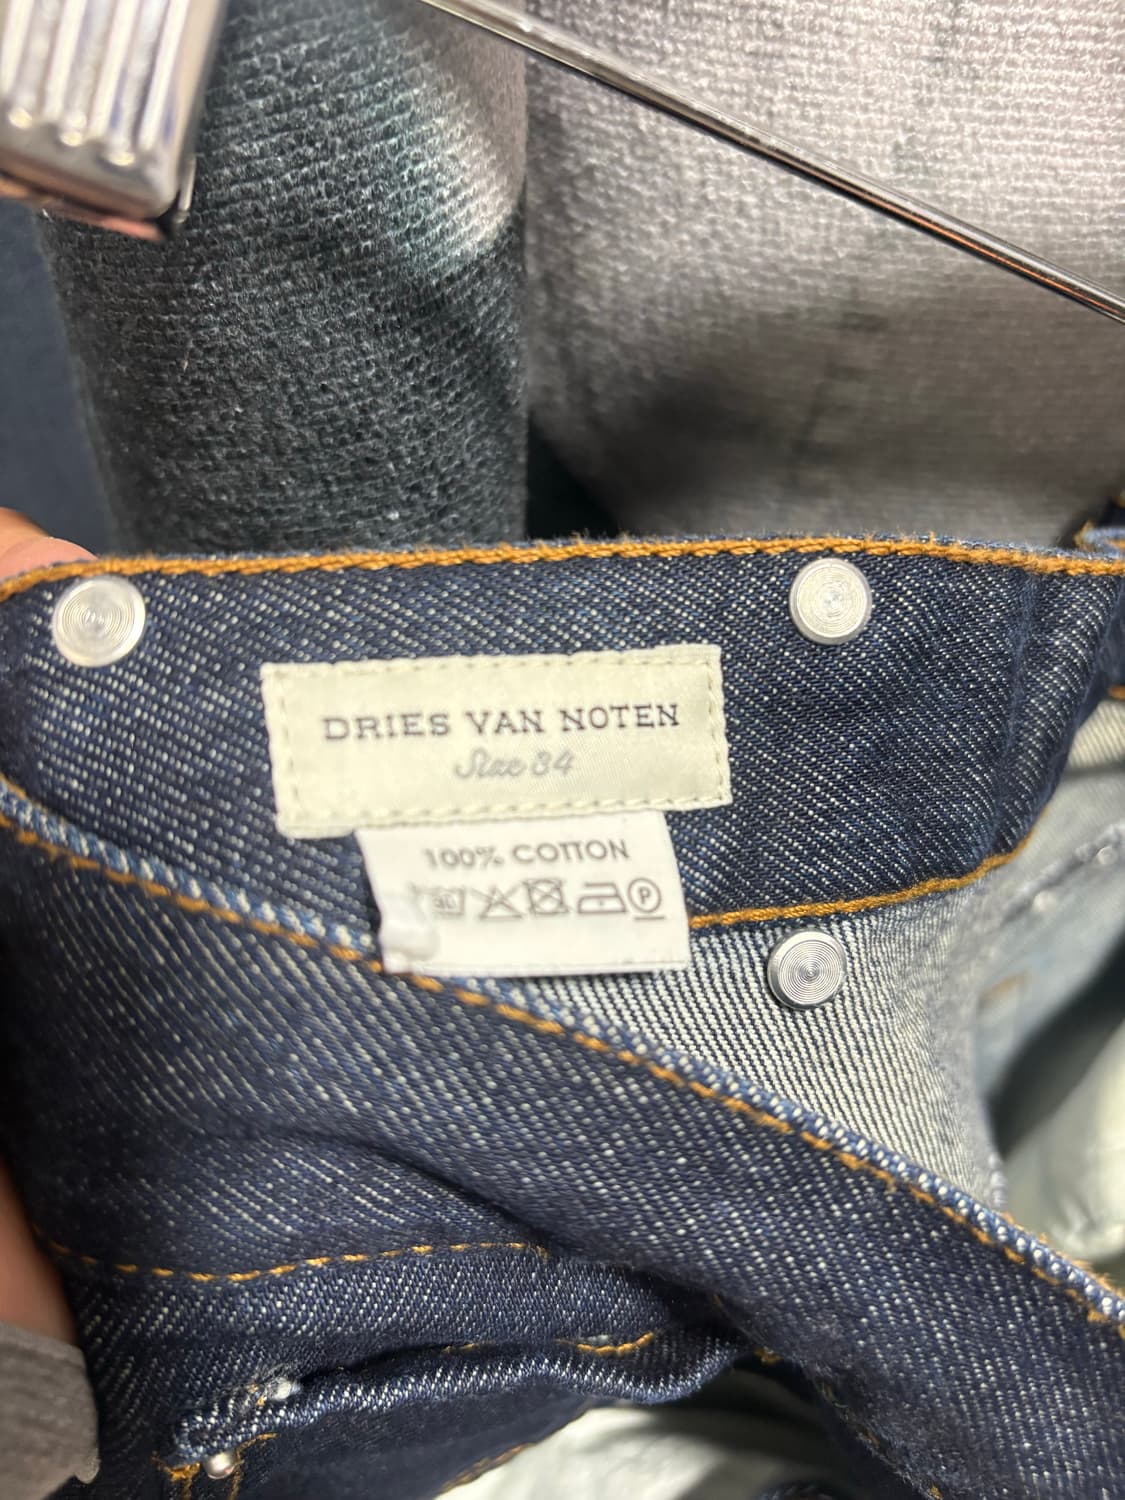 DRIES VAN NOTEN
Size 34
100% COTTON
P